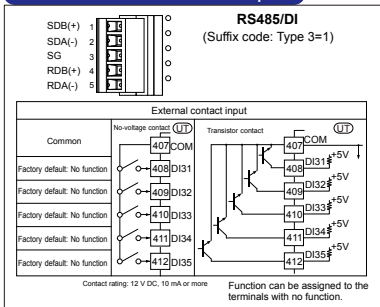 RS485/DI
(Suffix code: Type 3=1)
SDB(+) 1
SDA(-) 2
SG 3
RDB(+) 4
RDA(-) 5
External contact input
Common
No-voltage contact UT
Transistor contact UT
407 COM
407 COM
Factory default: No function
408 DI31
DI31 +5V
408
Factory default: No function
409 DI32
DI32 +5V
409
Factory default: No function
410 DI33
DI33 +5V
410
Factory default: No function
411 DI34
DI34 +5V
411
Factory default: No function
412 DI35
DI35 +5V
412
Contact rating: 12 V DC, 10 mA or more
Function can be assigned to the
terminals with no function.